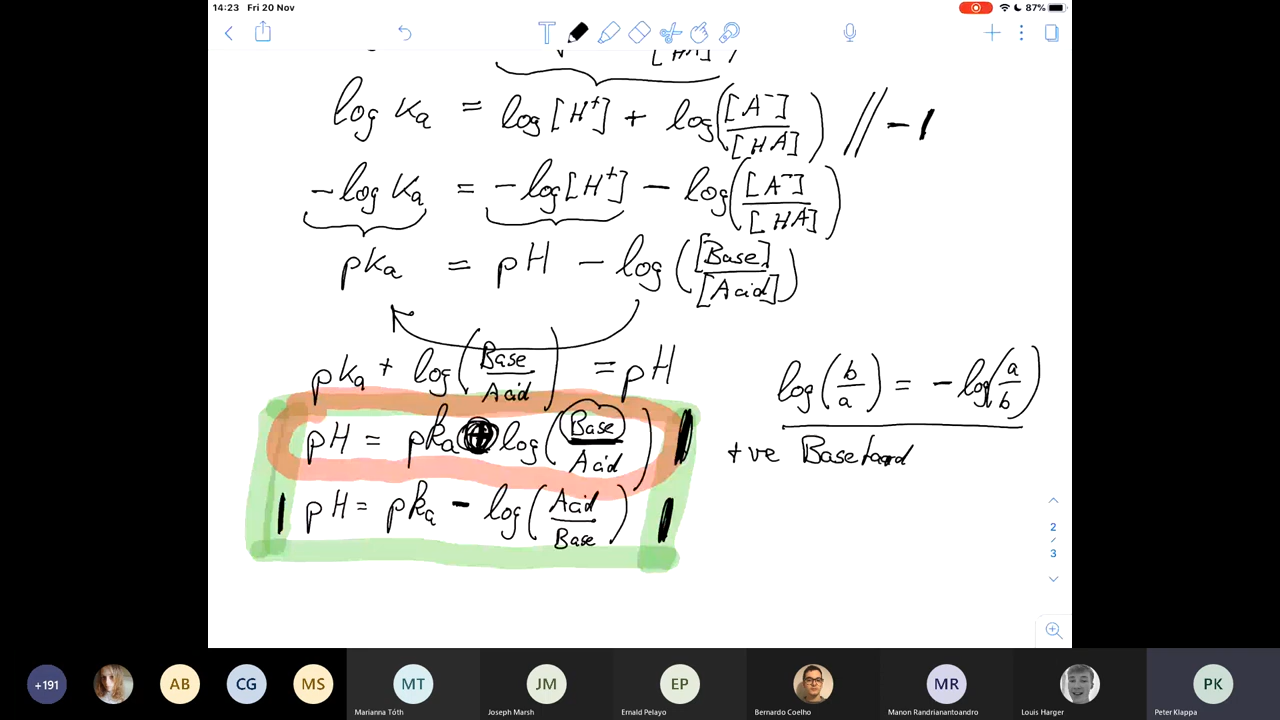 14:23 Fri 20 Nov
87%
[HA]
log Ka = log [H⁺] + log([A⁻]/[HA]) // -1
-log Ka = -log[H⁺] - log([A⁻]/[HA])
pKa = pH - log([Base]/[Acid])
pKa + log(Base/Acid) = pH
log(b/a) = -log(a/b)
pH = pKa + log(Base/Acid)
+ve
pH = pKa - log(Acid/Base)
2
/
3
+191
AB
CG
MS
MT
JM
EP
MR
PK
Marianna Tóth
Joseph Marsh
Ernald Pelayo
Bernardo Coelho
Manon Randrianantoandro
Louis Harger
Peter Klappa